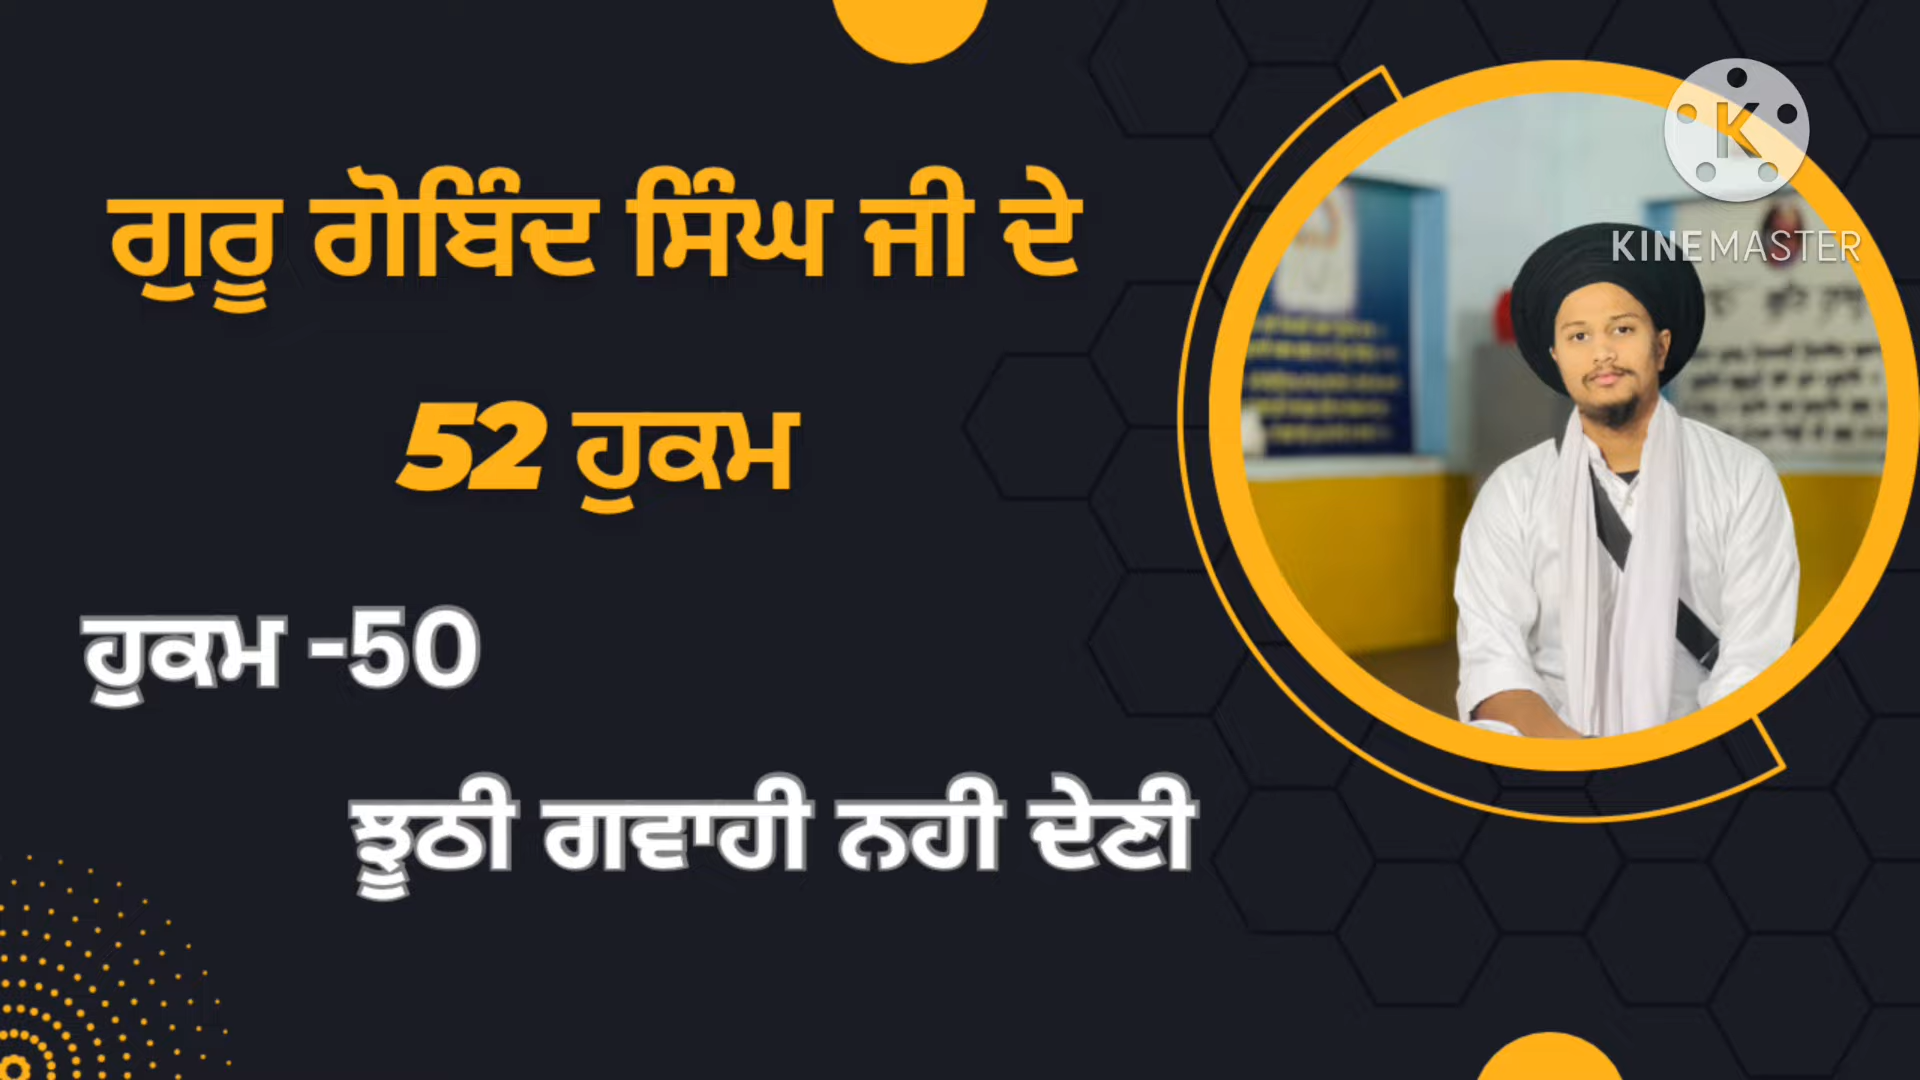 ਗੁਰੂ ਗੋਬਿੰਦ ਸਿੰਘ ਜੀ ਦੇ
52 ਹੁਕਮ
ਹੁਕਮ -50
ਝੂਠੀ ਗਵਾਹੀ ਨਹੀ ਦੇਣੀ
K
KINEMASTER